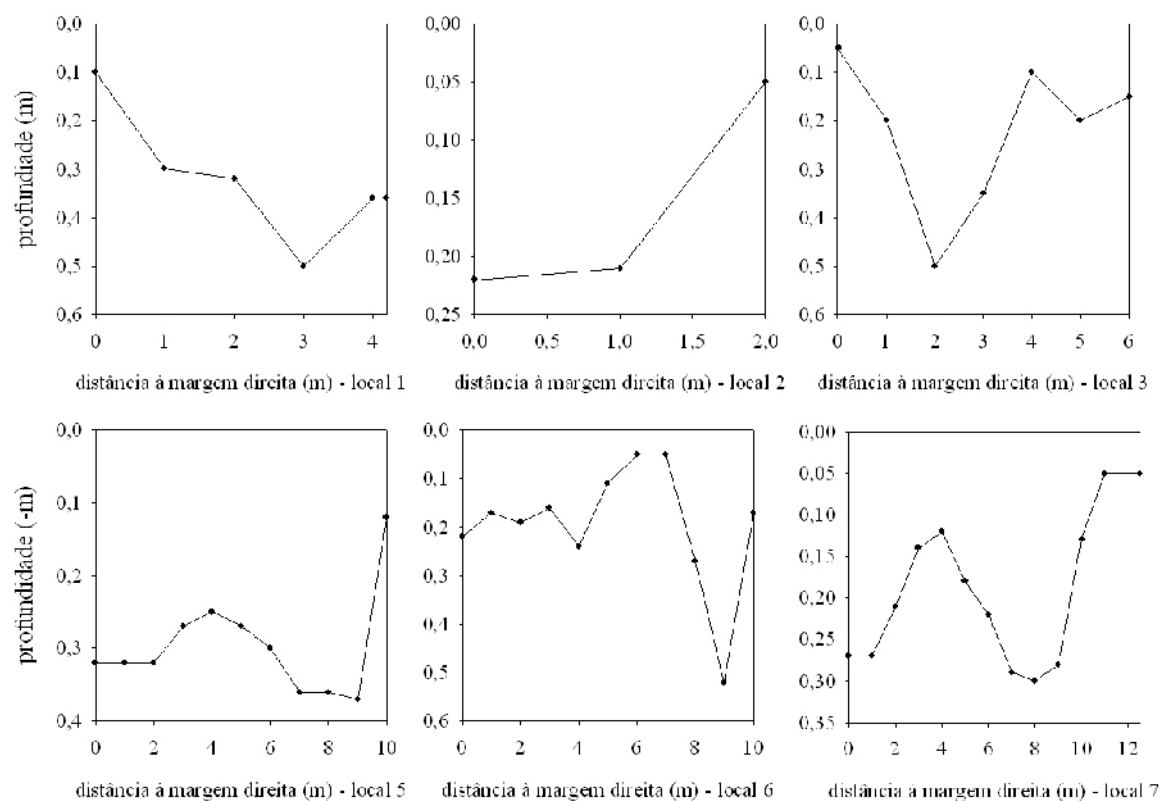 profundiade (m)
0,0
0,1
0,2
0,3
0,4
0,5
0,6
0 1 2 3 4
distância à margem direita (m) - local 1
0,00
0,05
0,10
0,15
0,20
0,25
0,0 0,5 1,0 1,5 2,0
distância à margem direita (m) - local 2
0,0
0,1
0,2
0,3
0,4
0,5
0,6
0 1 2 3 4 5 6
distância à margem direita (m) - local 3
profundidade (-m)
0,0
0,1
0,2
0,3
0,4
0 2 4 6 8 10
distância à margem direita (m) - local 5
0,0
0,1
0,2
0,3
0,4
0,5
0,6
0 2 4 6 8 10
distância à margem direita (m) - local 6
0,00
0,05
0,10
0,15
0,20
0,25
0,30
0,35
0 2 4 6 8 10 12
distância à margem direita (m) - local 7